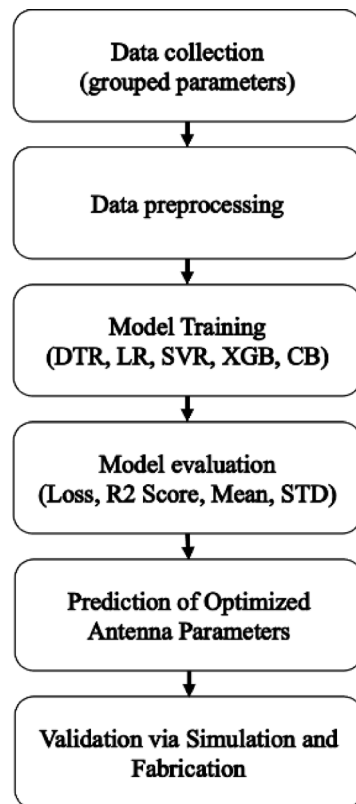 Data collection
(grouped parameters)
Data preprocessing
Model Training
(DTR, LR, SVR, XGB, CB)
Model evaluation
(Loss, R2 Score, Mean, STD)
Prediction of Optimized
Antenna Parameters
Validation via Simulation and
Fabrication